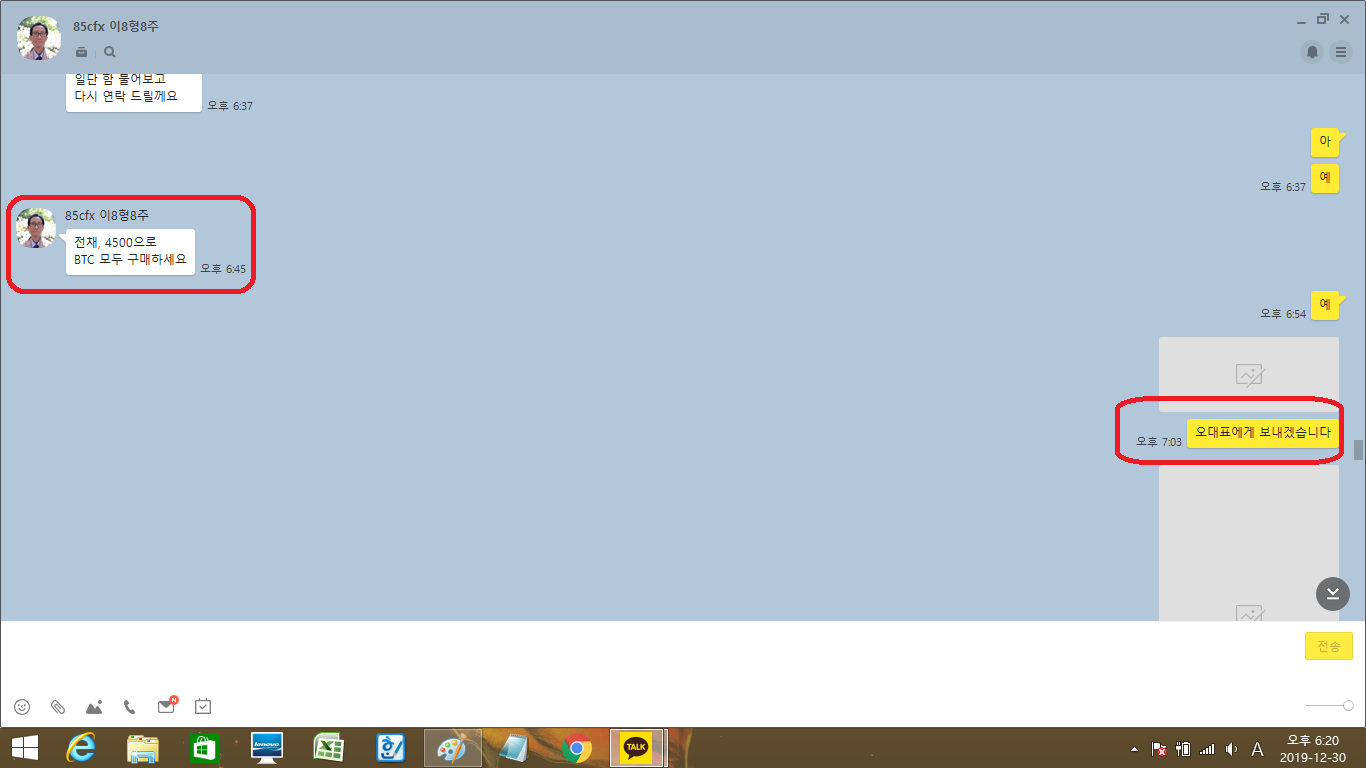 85cfx 이8형8주
일단 함 물어보고
다시 연락 드릴께요
오후 6:37
아
예
오후 6:37
85cfx 이8형8주
전채, 4500으로
BTC 모두 구매하세요
오후 6:45
예
오후 6:54
오대표에게 보내겠습니다
오후 7:03
전송
N
lenovo
TALK
A
오후 6:20
2019-12-30